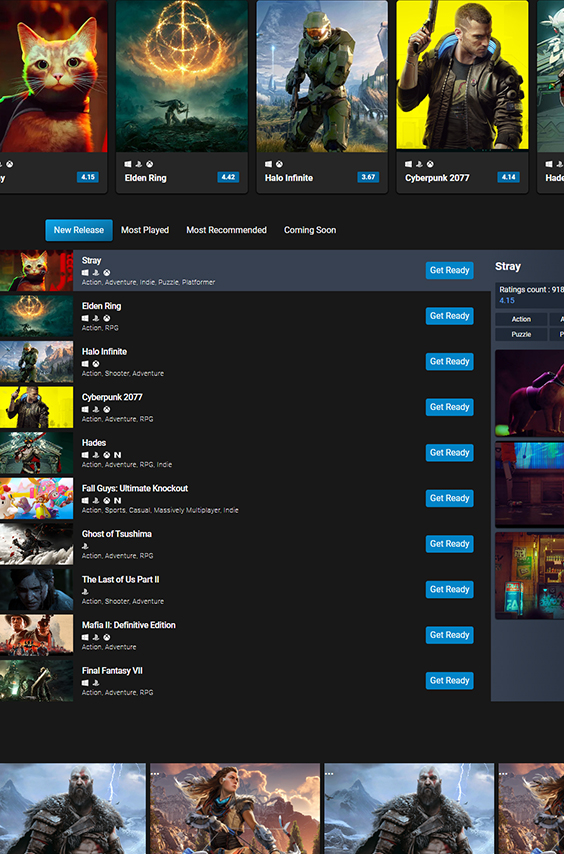 y
4.15
Elden Ring
4.42
Halo Infinite
3.67
Cyberpunk 2077
4.14
Hade
New Release Most Played Most Recommended Coming Soon
Stray
Action, Adventure, Indie, Puzzle, Platformer
Get Ready
Elden Ring
Action, RPG
Get Ready
Halo Infinite
Action, Shooter, Adventure
Get Ready
Cyberpunk 2077
Action, Adventure, RPG
Get Ready
Hades
Action, Adventure, RPG, Indie
Get Ready
Fall Guys: Ultimate Knockout
Action, Sports, Casual, Massively Multiplayer, Indie
Get Ready
Ghost of Tsushima
Action, Adventure, RPG
Get Ready
The Last of Us Part II
Action, Shooter, Adventure
Get Ready
Mafia II: Definitive Edition
Action, Adventure
Get Ready
Final Fantasy VII
Action, Adventure, RPG
Get Ready
Stray
Ratings count : 918
4.15
Action A
Puzzle P